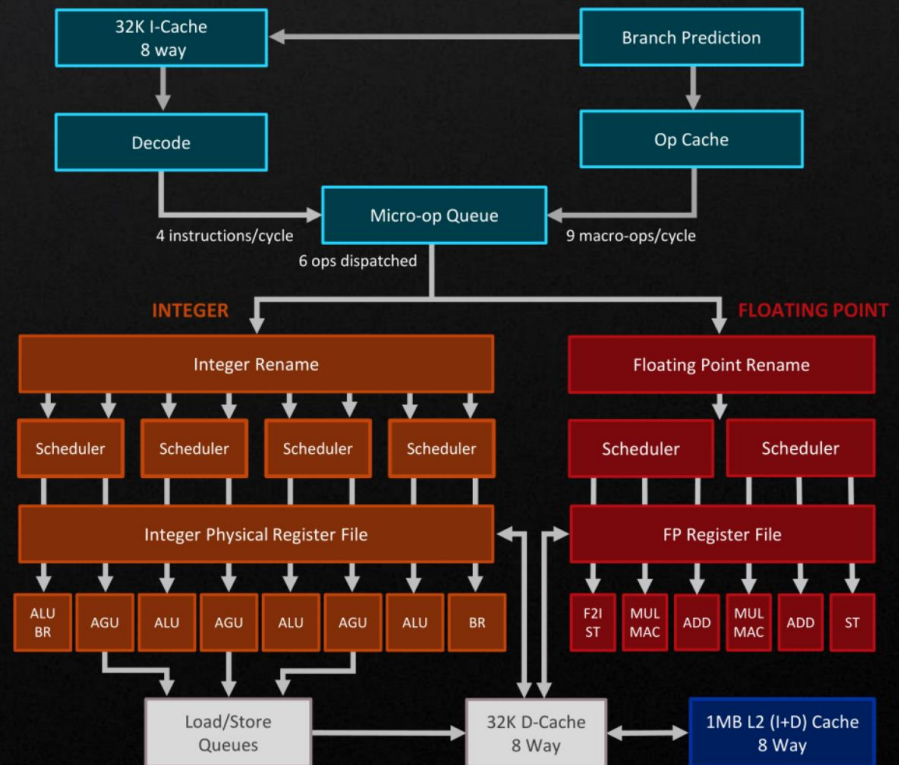 32K I-Cache
8 way
Branch Prediction
Decode
Op Cache
Micro-op Queue
4 instructions/cycle
9 macro-ops/cycle
6 ops dispatched
INTEGER
FLOATING POINT
Integer Rename
Floating Point Rename
Scheduler
Scheduler
Scheduler
Scheduler
Scheduler
Scheduler
Integer Physical Register File
FP Register File
ALU
BR
AGU
ALU
AGU
ALU
AGU
ALU
BR
F2I
ST
MUL
MAC
ADD
MUL
MAC
ADD
ST
Load/Store
Queues
32K D-Cache
8 Way
1MB L2 (I+D) Cache
8 Way